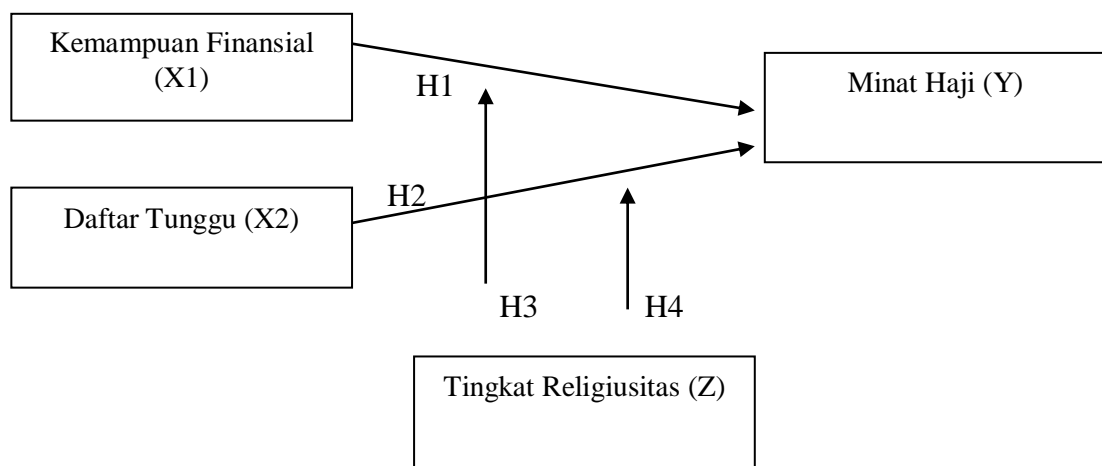 Kemampuan Finansial
(X1)
H1
Minat Haji (Y)
Daftar Tunggu (X2)
H2
H3
H4
Tingkat Religiusitas (Z)